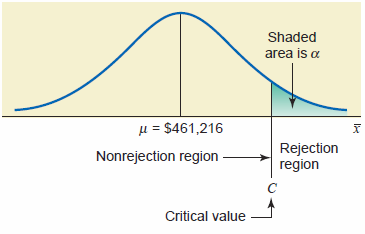 Shaded
area is α
μ = $461,216
x̅
Nonrejection region
Rejection
region
C
Critical value